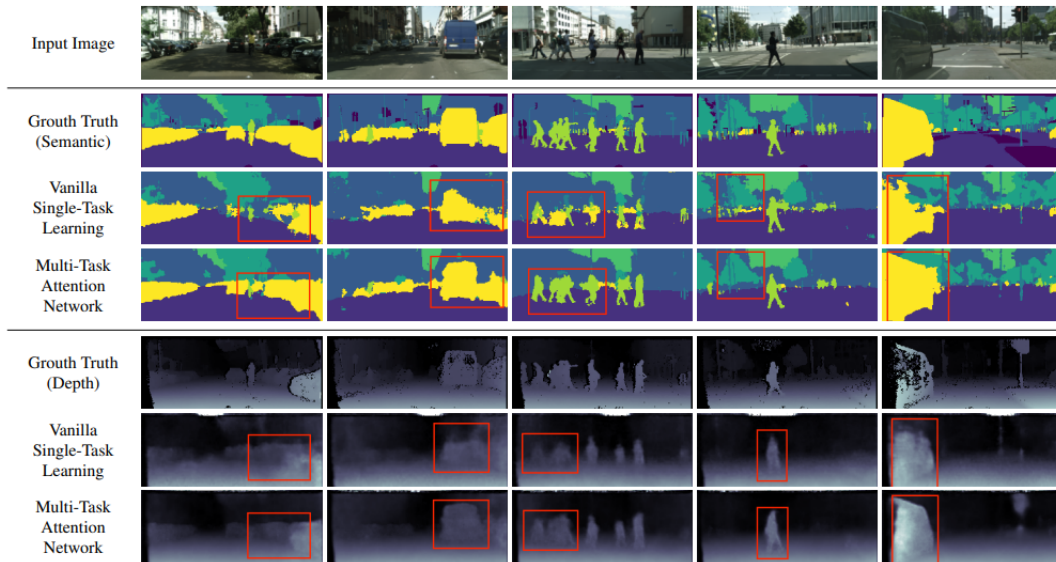 Input Image
Grouth Truth
(Semantic)
Vanilla
Single-Task
Learning
Multi-Task
Attention
Network
Grouth Truth
(Depth)
Vanilla
Single-Task
Learning
Multi-Task
Attention
Network